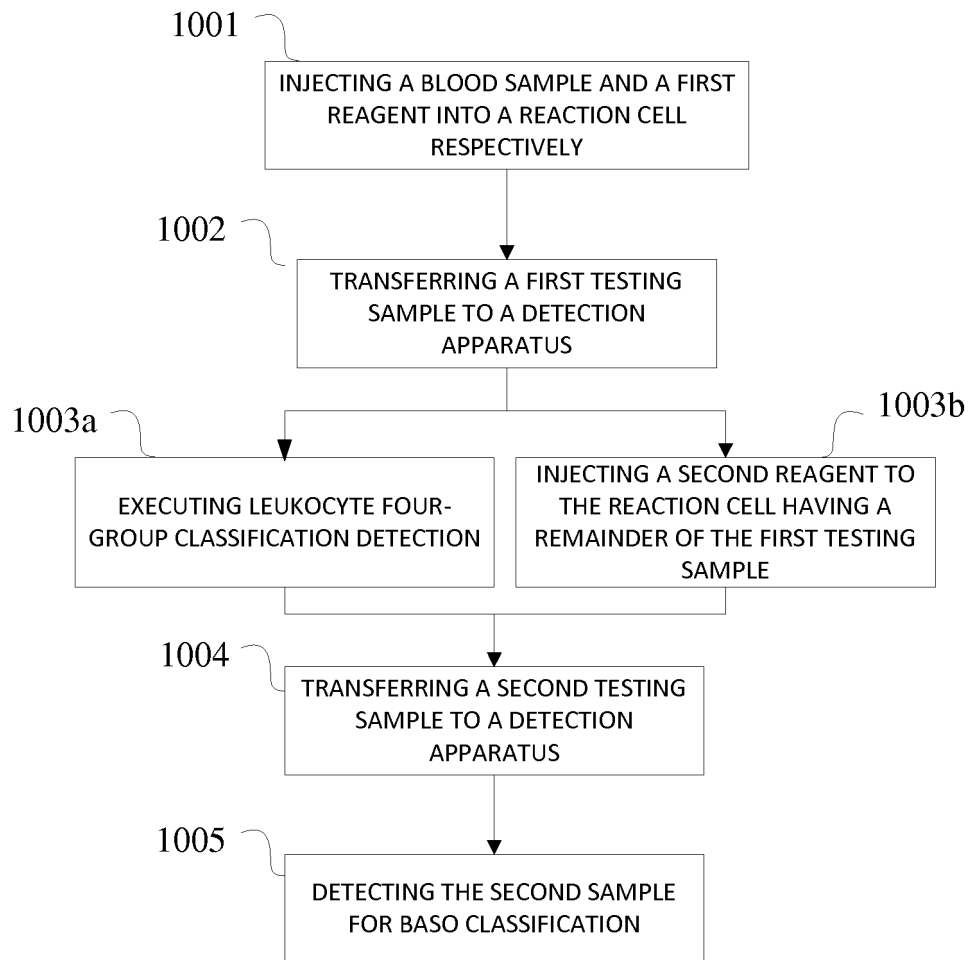 1001
INJECTING A BLOOD SAMPLE AND A FIRST
REAGENT INTO A REACTION CELL
RESPECTIVELY
1002
TRANSFERRING A FIRST TESTING
SAMPLE TO A DETECTION
APPARATUS
1003a
1003b
EXECUTING LEUKOCYTE FOUR-
GROUP CLASSIFICATION DETECTION
INJECTING A SECOND REAGENT TO
THE REACTION CELL HAVING A
REMAINDER OF THE FIRST TESTING
SAMPLE
1004
TRANSFERRING A SECOND TESTING
SAMPLE TO A DETECTION
APPARATUS
1005
DETECTING THE SECOND SAMPLE
FOR BASO CLASSIFICATION